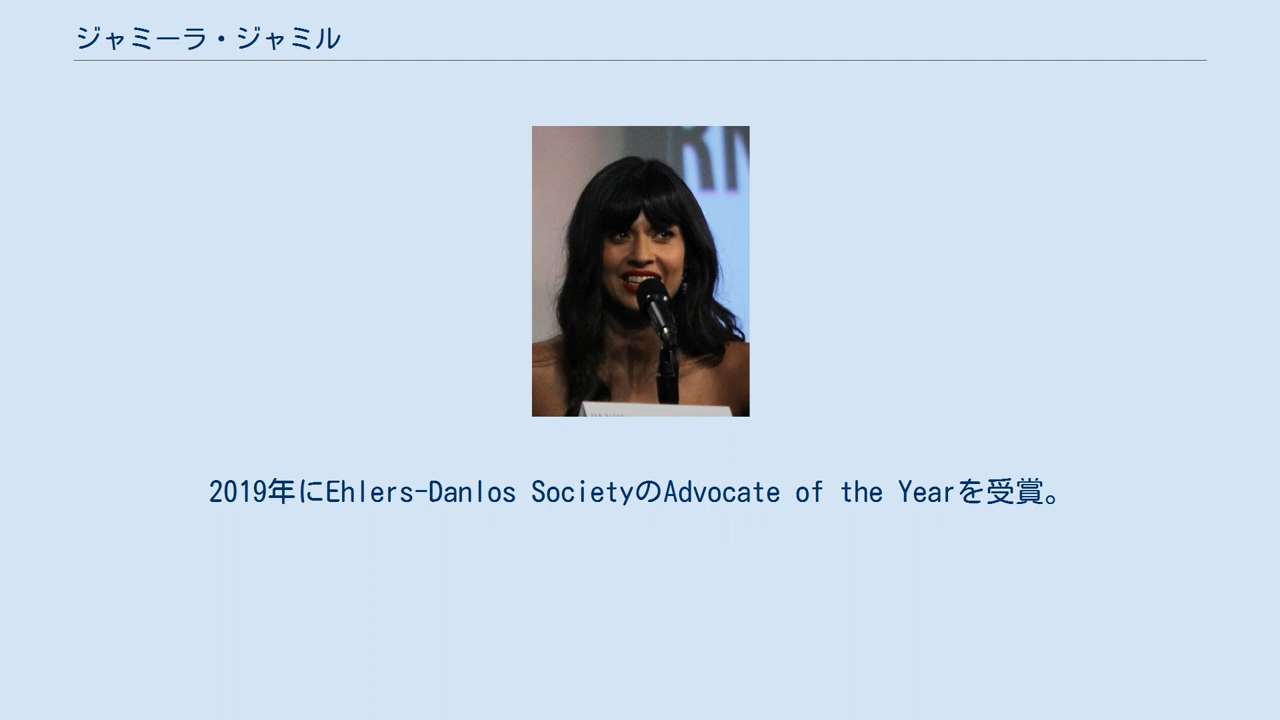 ジャミーラ・ジャミル
RN
2019年にEhlers-Danlos SocietyのAdvocate of the Yearを受賞。